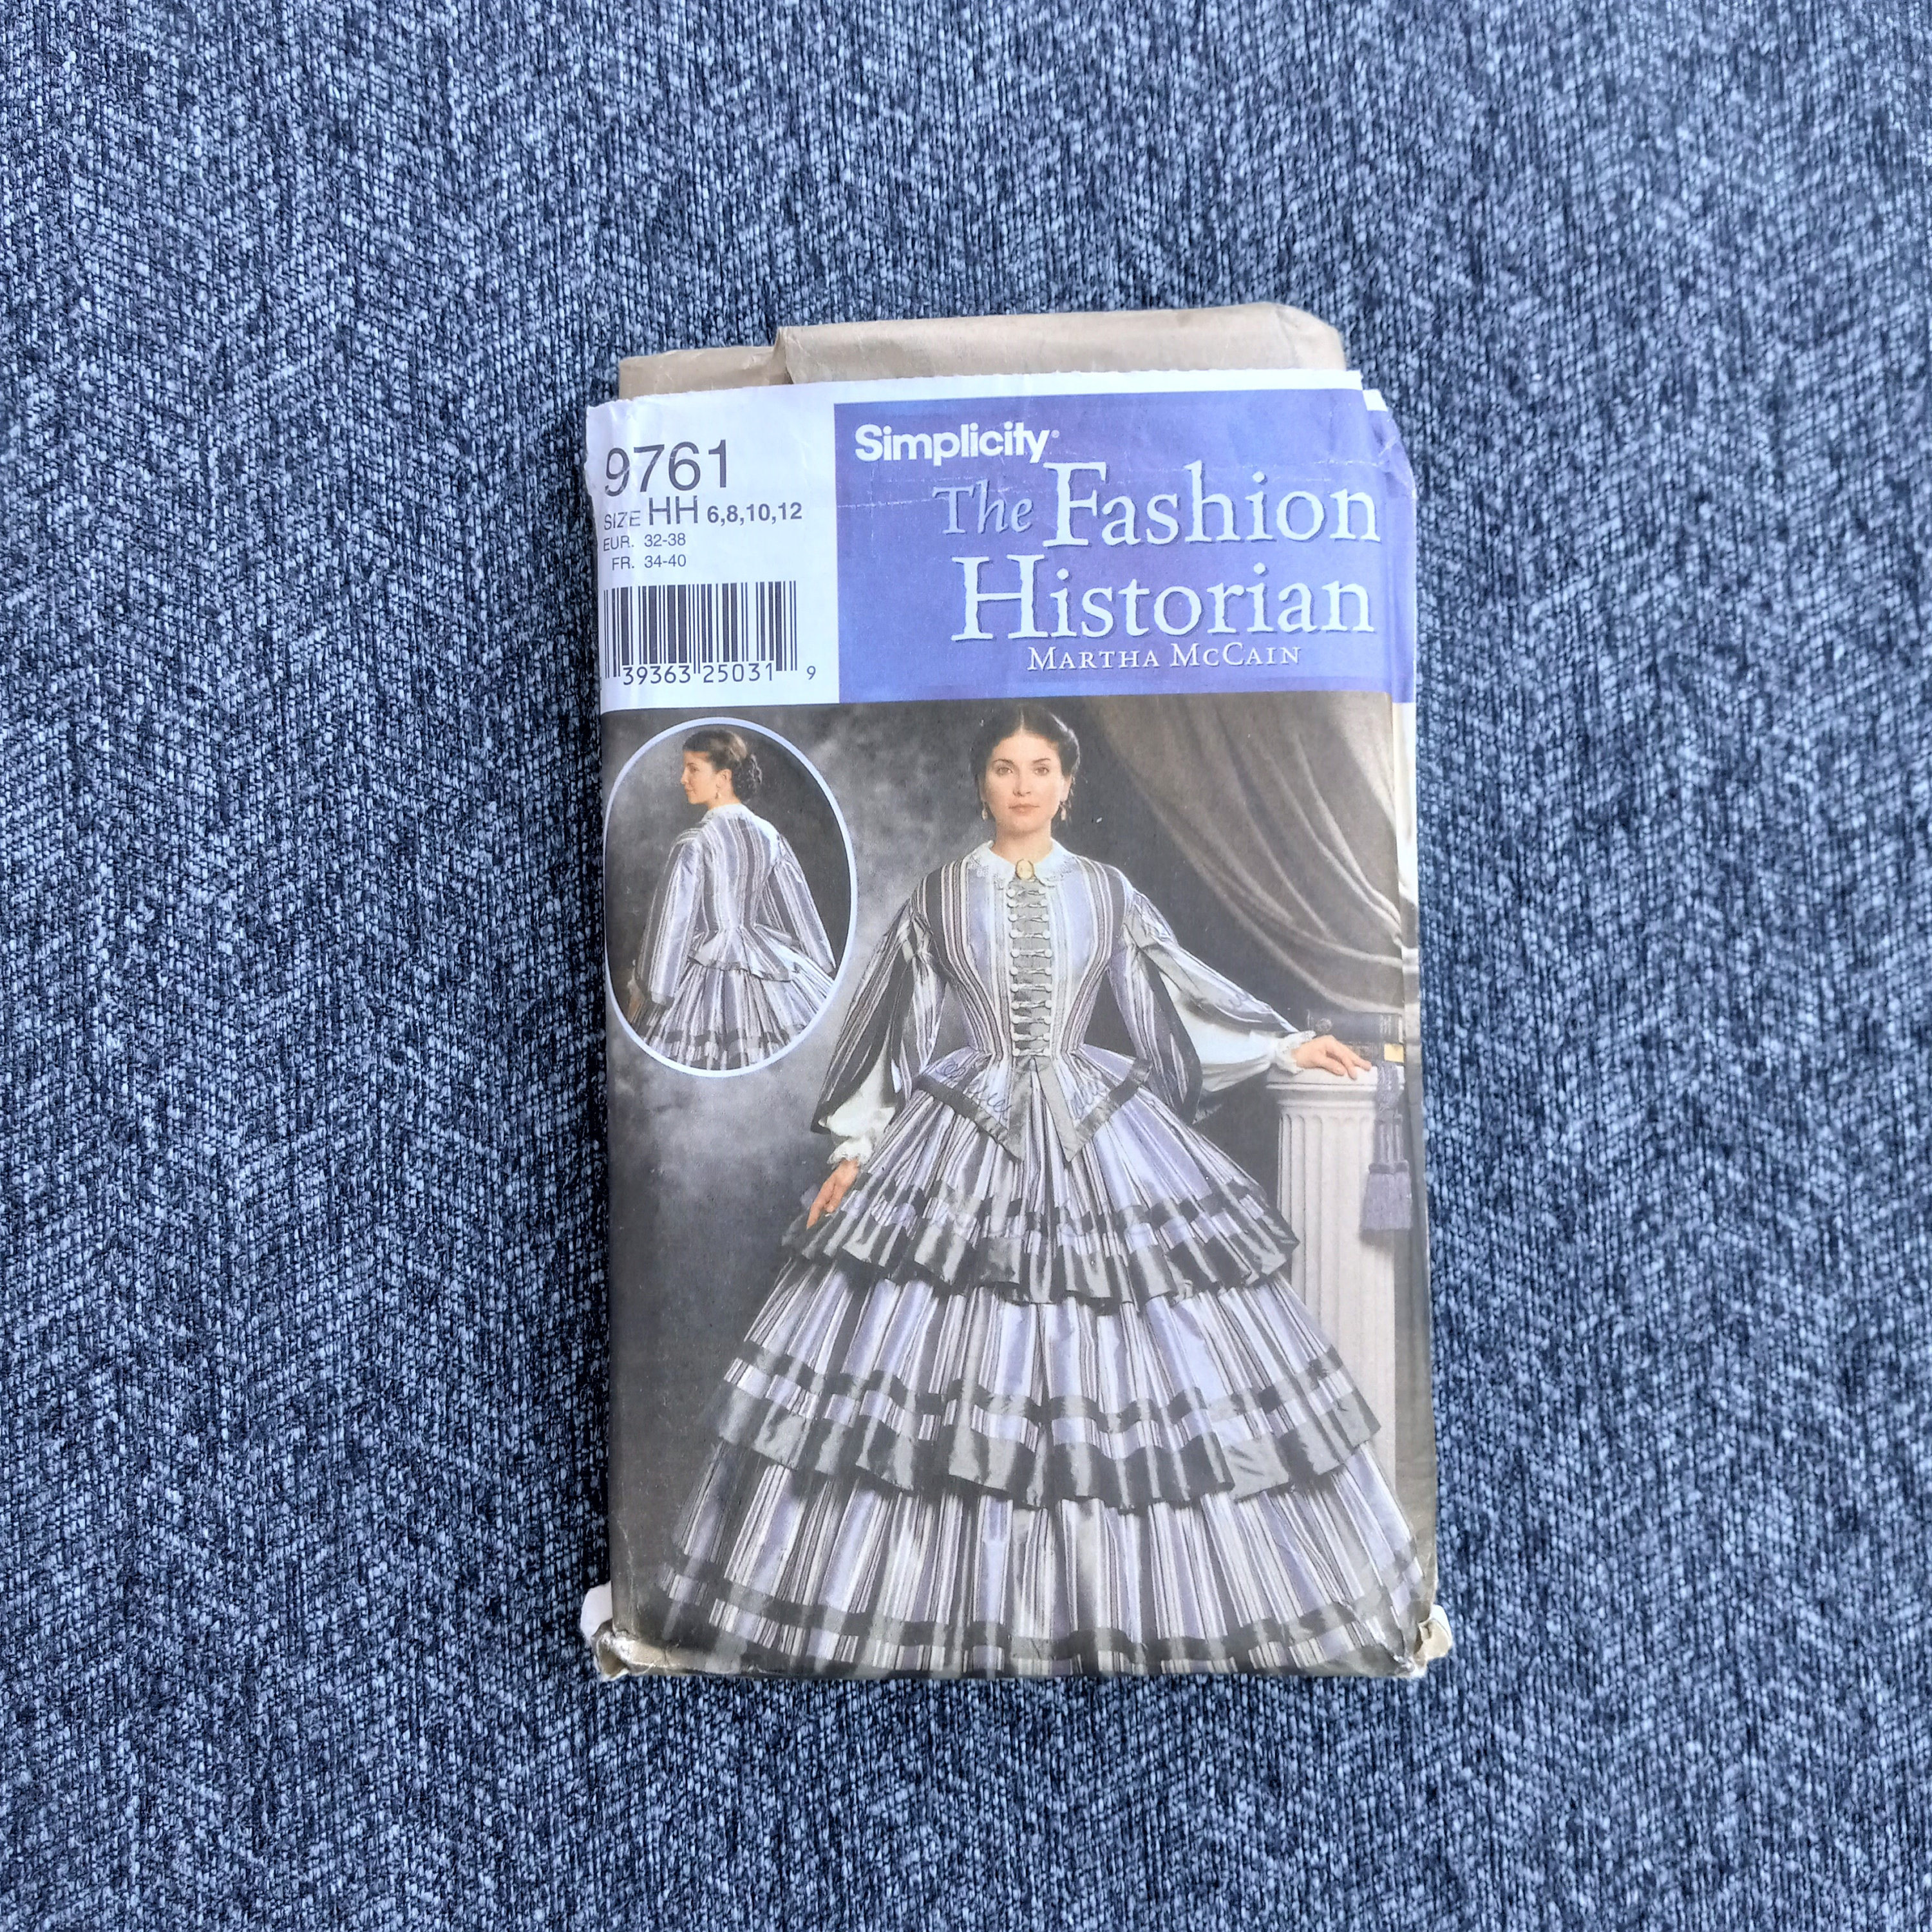 9761
SIZE HH 6,8,10,12
EUR. 32-38
FR. 34-40
39363 25031 9
Simplicity®
The Fashion
Historian
MARTHA MCCAIN